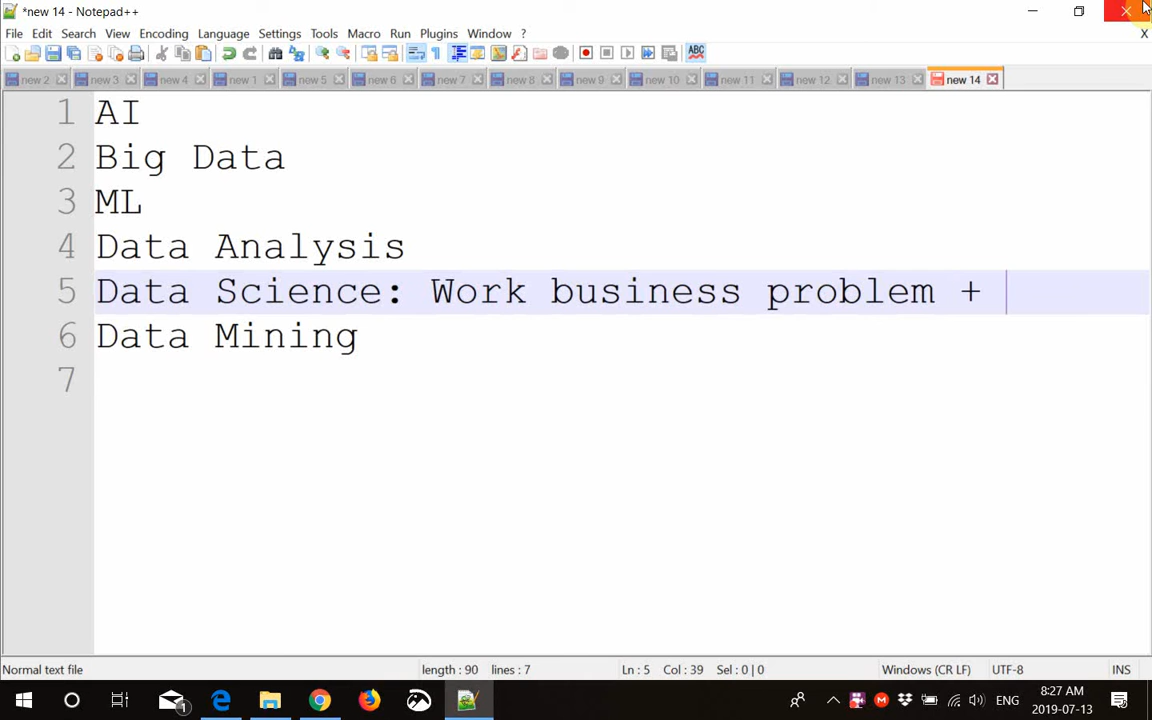 *new 14 - Notepad++
File Edit Search View Encoding Language Settings Tools Macro Run Plugins Window ? X
ABC
new 2 new 3 new 4 new 1 new 5 new 6 new 7 new 8 new 9 new 10 new 11 new 12 new 13 new 14
1 AI
2 Big Data
3 ML
4 Data Analysis
5 Data Science: Work business problem +
6 Data Mining
7
Normal text file length : 90 lines : 7 Ln : 5 Col : 39 Sel : 0 | 0 Windows (CR LF) UTF-8 INS
1 ENG 8:27 AM
2019-07-13